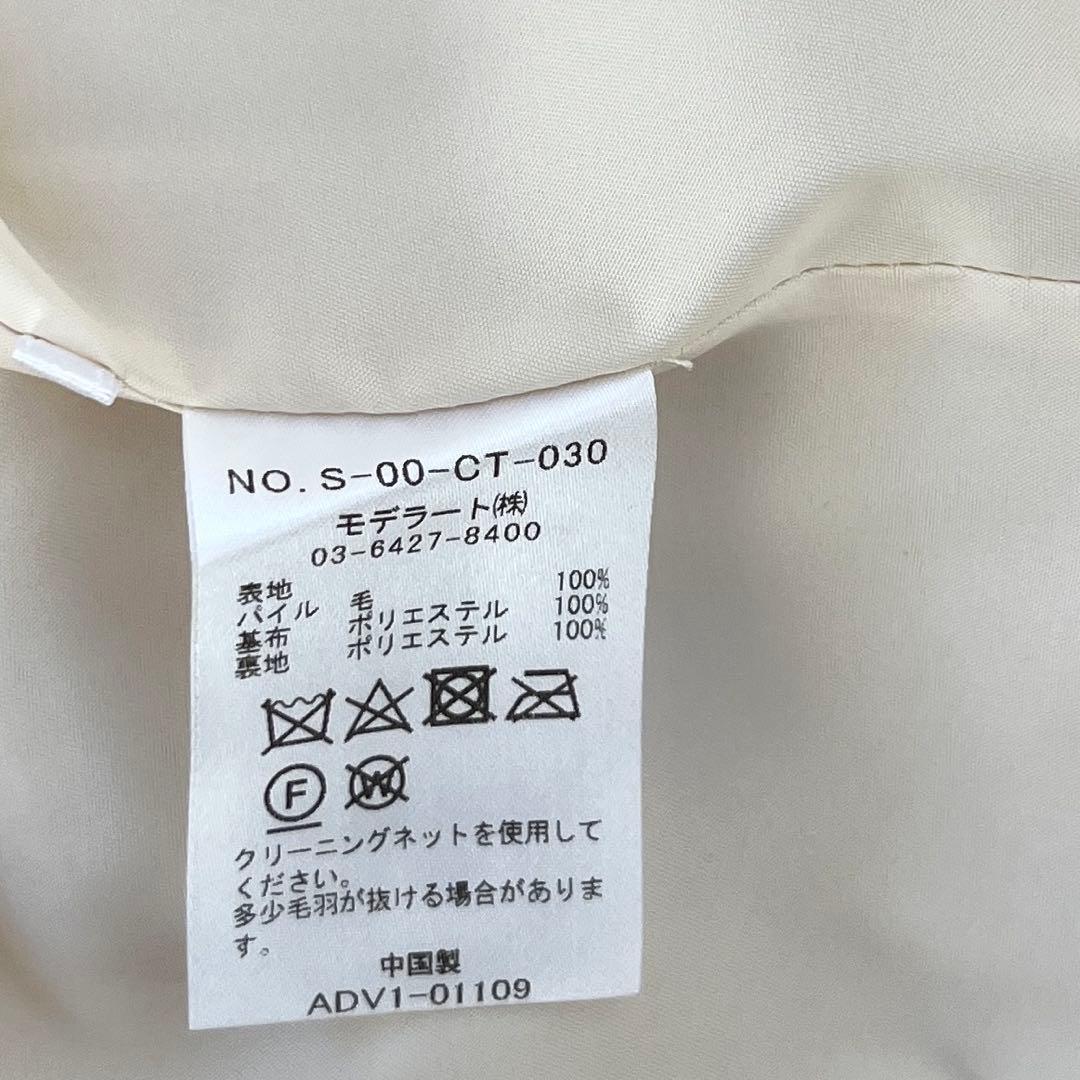 NO. S-00-CT-030
モデラート㈱
03-6427-8400
表地
パイル 毛 100%
基布 ポリエステル 100%
裏地 ポリエステル 100%
F W
クリーニングネットを使用して
ください。
多少毛羽が抜ける場合がありま
す。
中国製
ADV1-01109